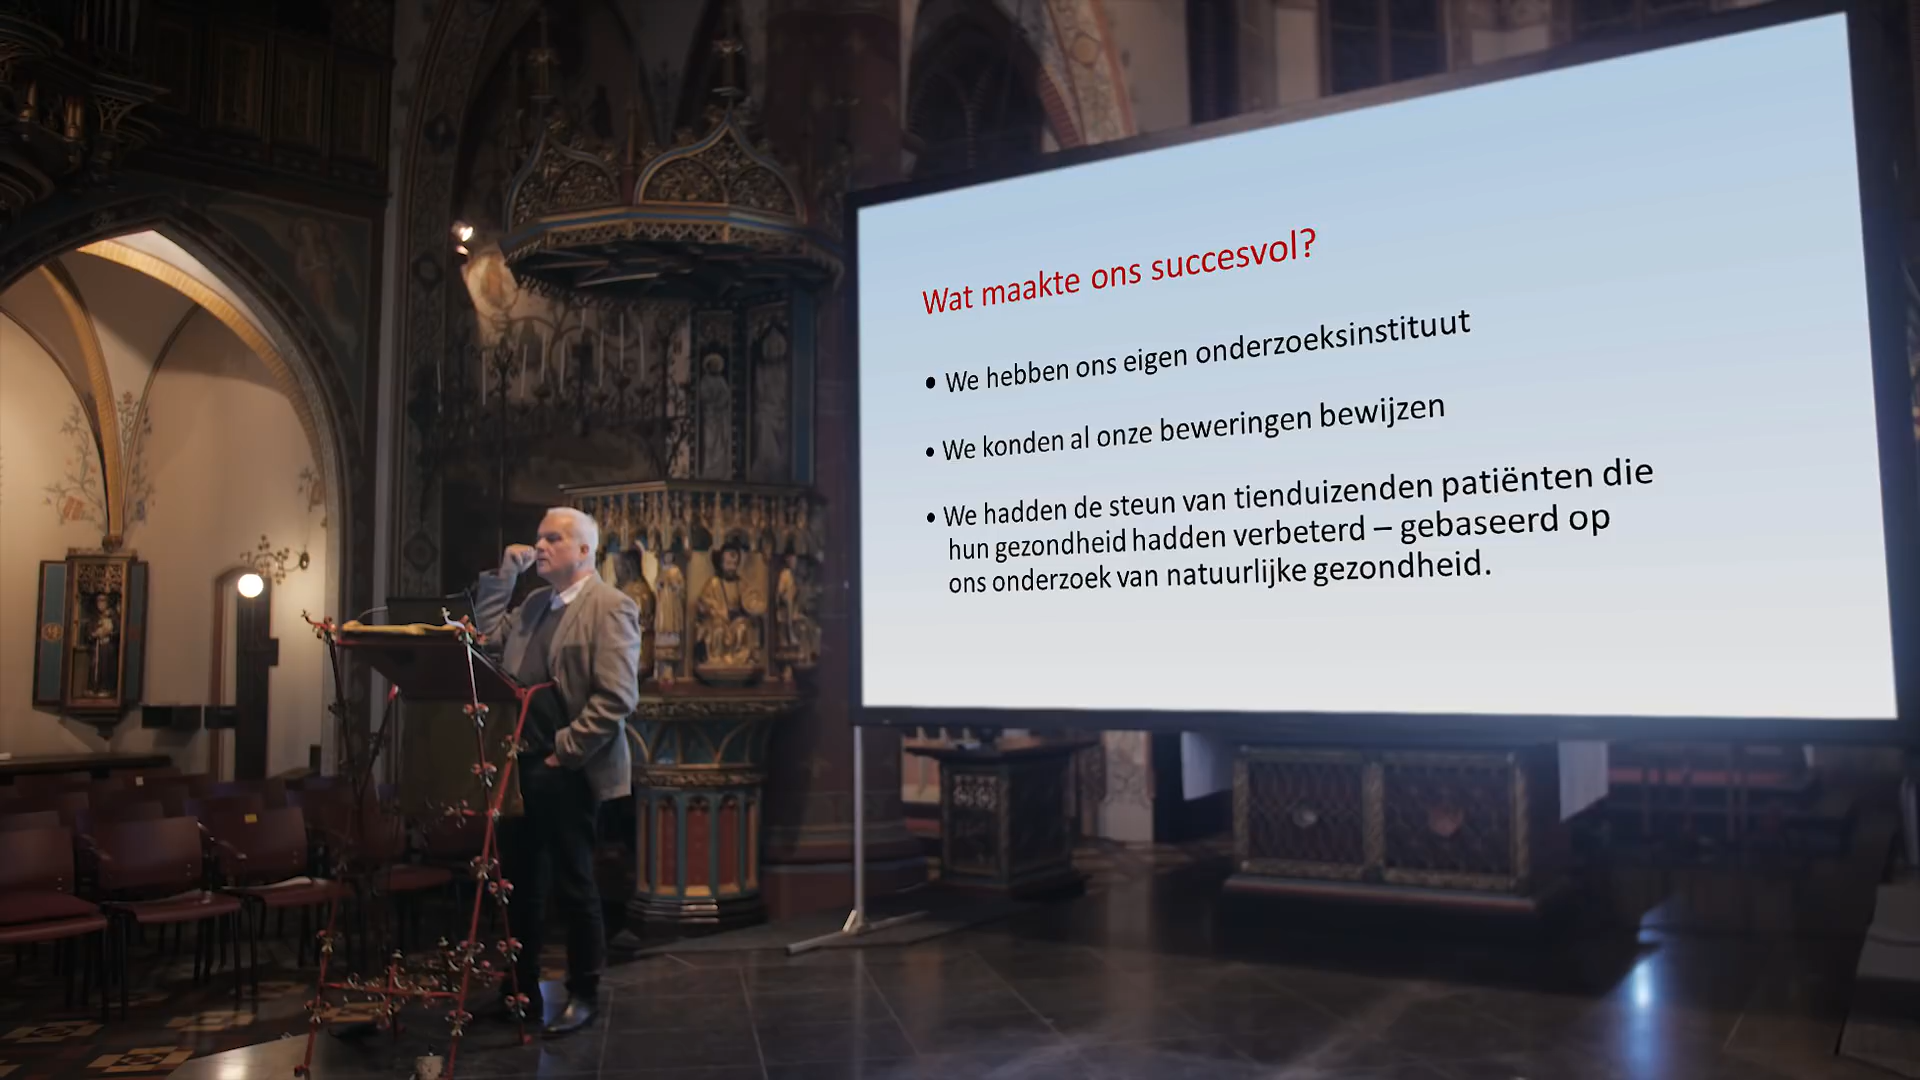 Wat maakte ons succesvol?
• We hebben ons eigen onderzoeksinstituut
• We konden al onze beweringen bewijzen
• We hadden de steun van tienduizenden patiënten die
hun gezondheid hadden verbeterd – gebaseerd op
ons onderzoek van natuurlijke gezondheid.